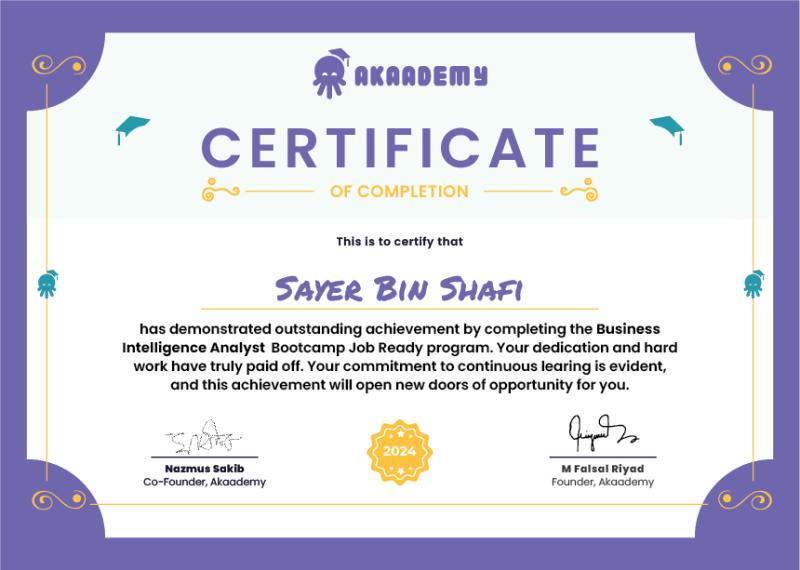 AKAADEMY
CERTIFICATE
OF COMPLETION
This is to certify that
Sayer Bin Shafi
has demonstrated outstanding achievement by completing the Business
Intelligence Analyst Bootcamp Job Ready program. Your dedication and hard
work have truly paid off. Your commitment to continuous learing is evident,
and this achievement will open new doors of opportunity for you.
2024
Nazmus Sakib
Co-Founder, Akaademy
M Faisal Riyad
Founder, Akaademy